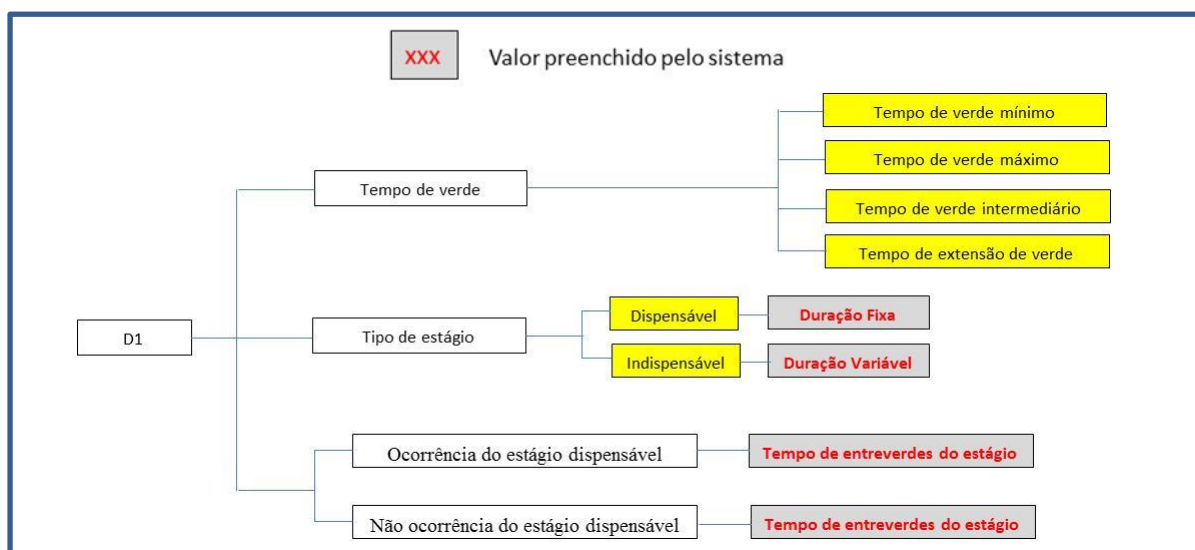 XXX Valor preenchido pelo sistema
Tempo de verde mínimo
Tempo de verde máximo
Tempo de verde
Tempo de verde intermediário
Tempo de extensão de verde
Dispensável Duração Fixa
D1 Tipo de estágio
Indispensável Duração Variável
Ocorrência do estágio dispensável Tempo de entreverdes do estágio
Não ocorrência do estágio dispensável Tempo de entreverdes do estágio